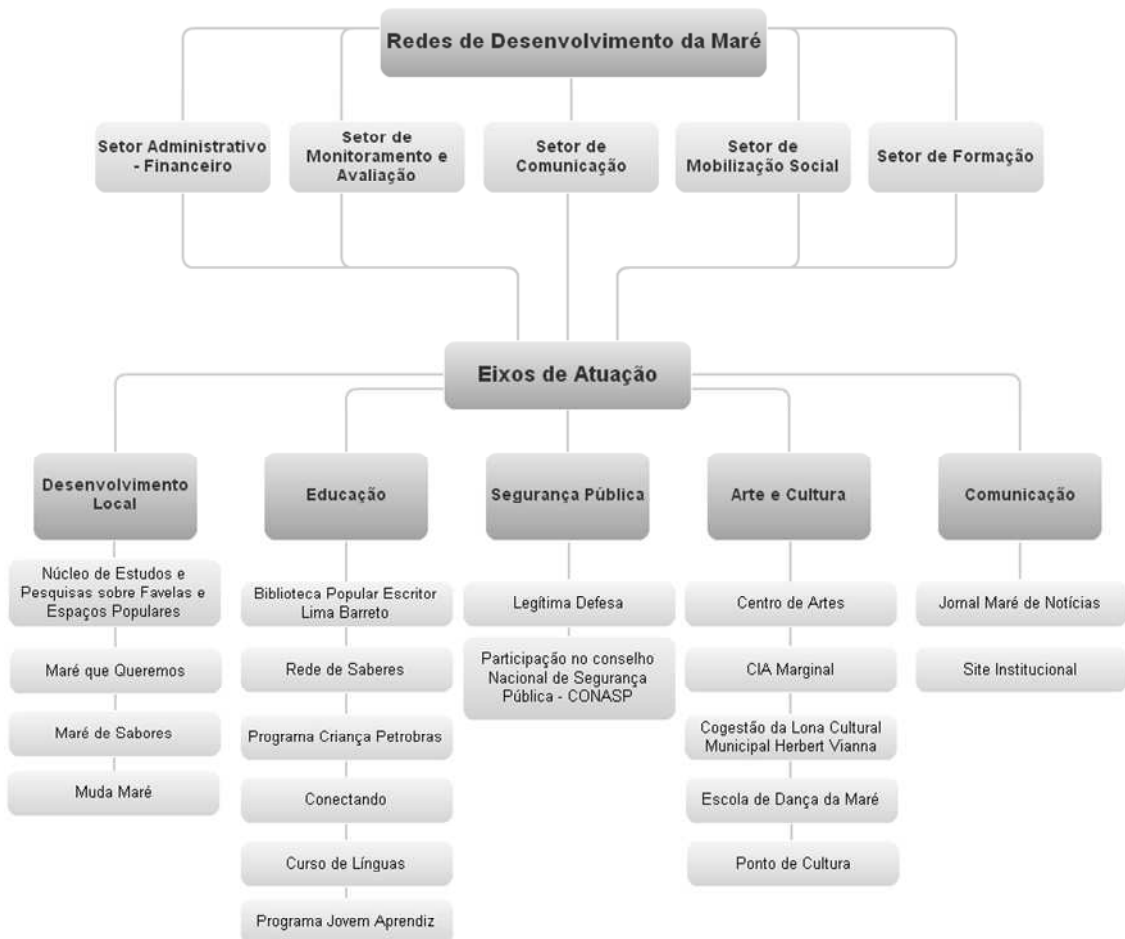 Redes de Desenvolvimento da Maré
Setor Administrativo
- Financeiro
Setor de
Monitoramento e
Avaliação
Setor de
Comunicação
Setor de
Mobilização Social
Setor de Formação
Eixos de Atuação
Desenvolvimento
Local
Núcleo de Estudos e
Pesquisas sobre Favelas e
Espaços Populares
Maré que Queremos
Maré de Sabores
Muda Maré
Educação
Biblioteca Popular Escritor
Lima Barreto
Rede de Saberes
Programa Criança Petrobras
Conectando
Curso de Línguas
Programa Jovem Aprendiz
Segurança Pública
Legítima Defesa
Participação no conselho
Nacional de Segurança
Pública - CONASP
Arte e Cultura
Centro de Artes
CIA Marginal
Cogestão da Lona Cultural
Municipal Herbert Vianna
Escola de Dança da Maré
Ponto de Cultura
Comunicação
Jornal Maré de Notícias
Site Institucional